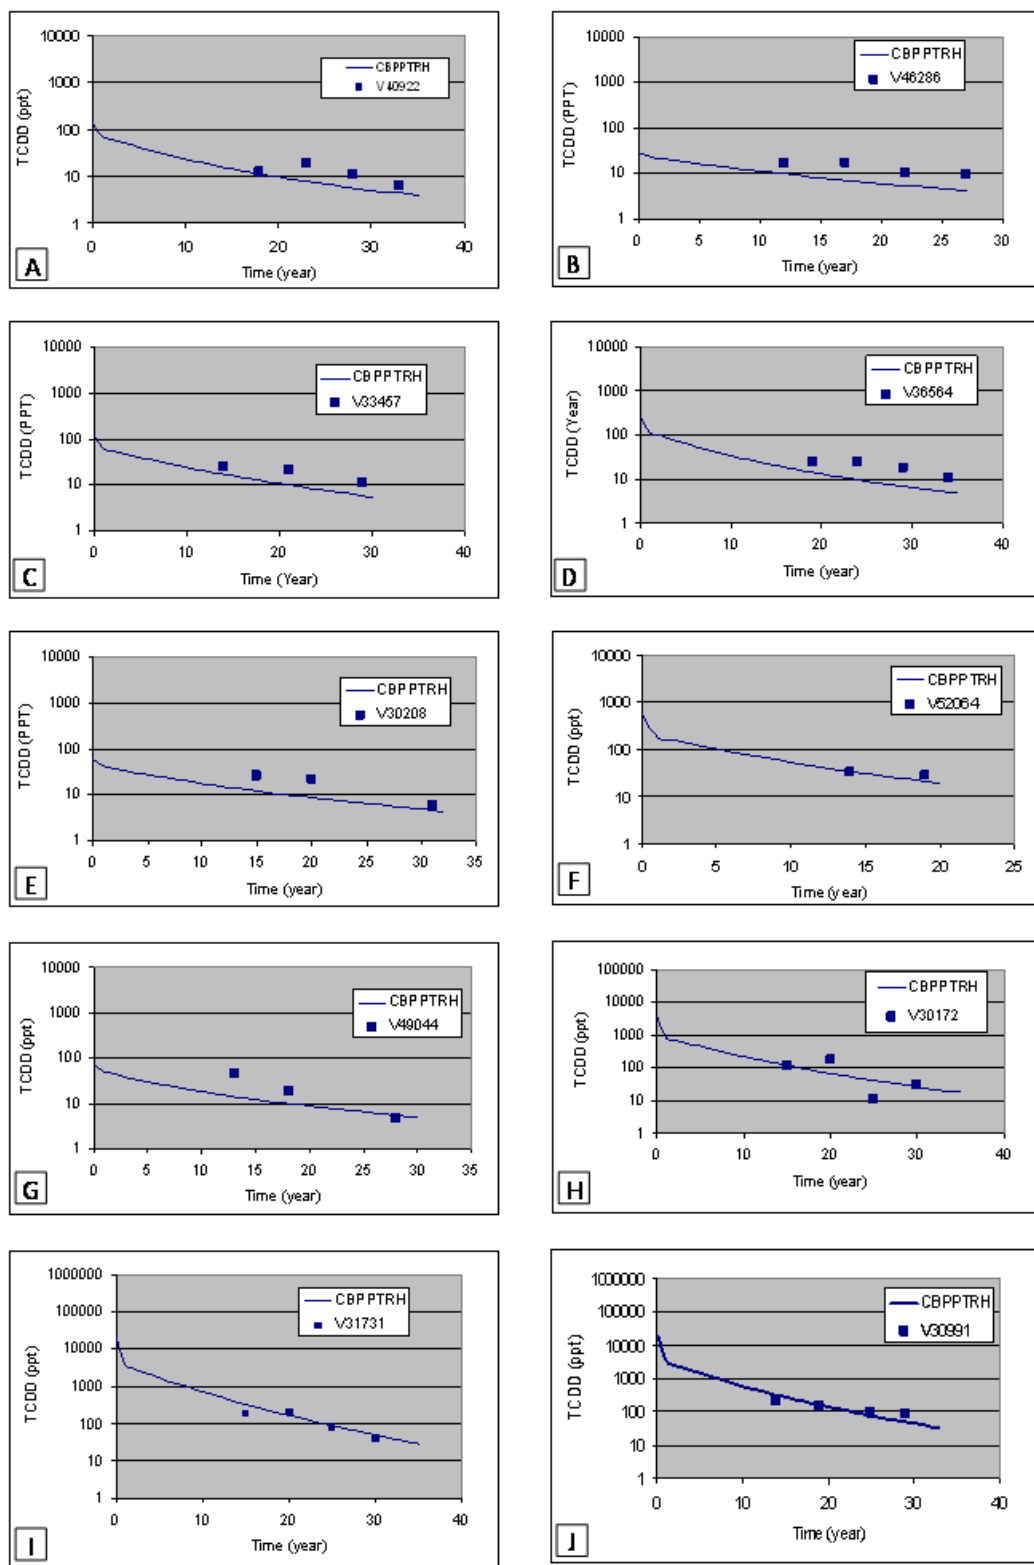 10000
1000
100
10
1
TCDD (ppt)
CBPPTRH
V40922
0 10 20 30 40
Time (year)
A
10000
1000
100
10
1
TCDD (PPT)
CBPPTRH
V46286
0 5 10 15 20 25 30
Time (year)
B
10000
1000
100
10
1
TCDD (PPT)
CBPPTRH
V33457
0 10 20 30 40
Time (Year)
C
10000
1000
100
10
1
TCDD (Year)
CBPPTRH
V36564
0 10 20 30 40
Time (year)
D
10000
1000
100
10
1
TCDD (PPT)
CBPPTRH
V30208
0 5 10 15 20 25 30 35
Time (year)
E
10000
1000
100
10
1
TCDD (ppt)
CBPPTRH
V52064
0 5 10 15 20 25
Time (year)
F
10000
1000
100
10
1
TCDD (ppt)
CBPPTRH
V49044
0 5 10 15 20 25 30 35
Time (year)
G
100000
10000
1000
100
10
1
TCDD (ppt)
CBPPTRH
V30172
0 10 20 30 40
Time (year)
H
1000000
100000
10000
1000
100
10
1
TCDD (ppt)
CBPPTRH
V31731
0 10 20 30 40
Time (year)
I
1000000
100000
10000
1000
100
10
1
TCDD (ppt)
CBPPTRH
V30991
0 10 20 30 40
Time (year)
J